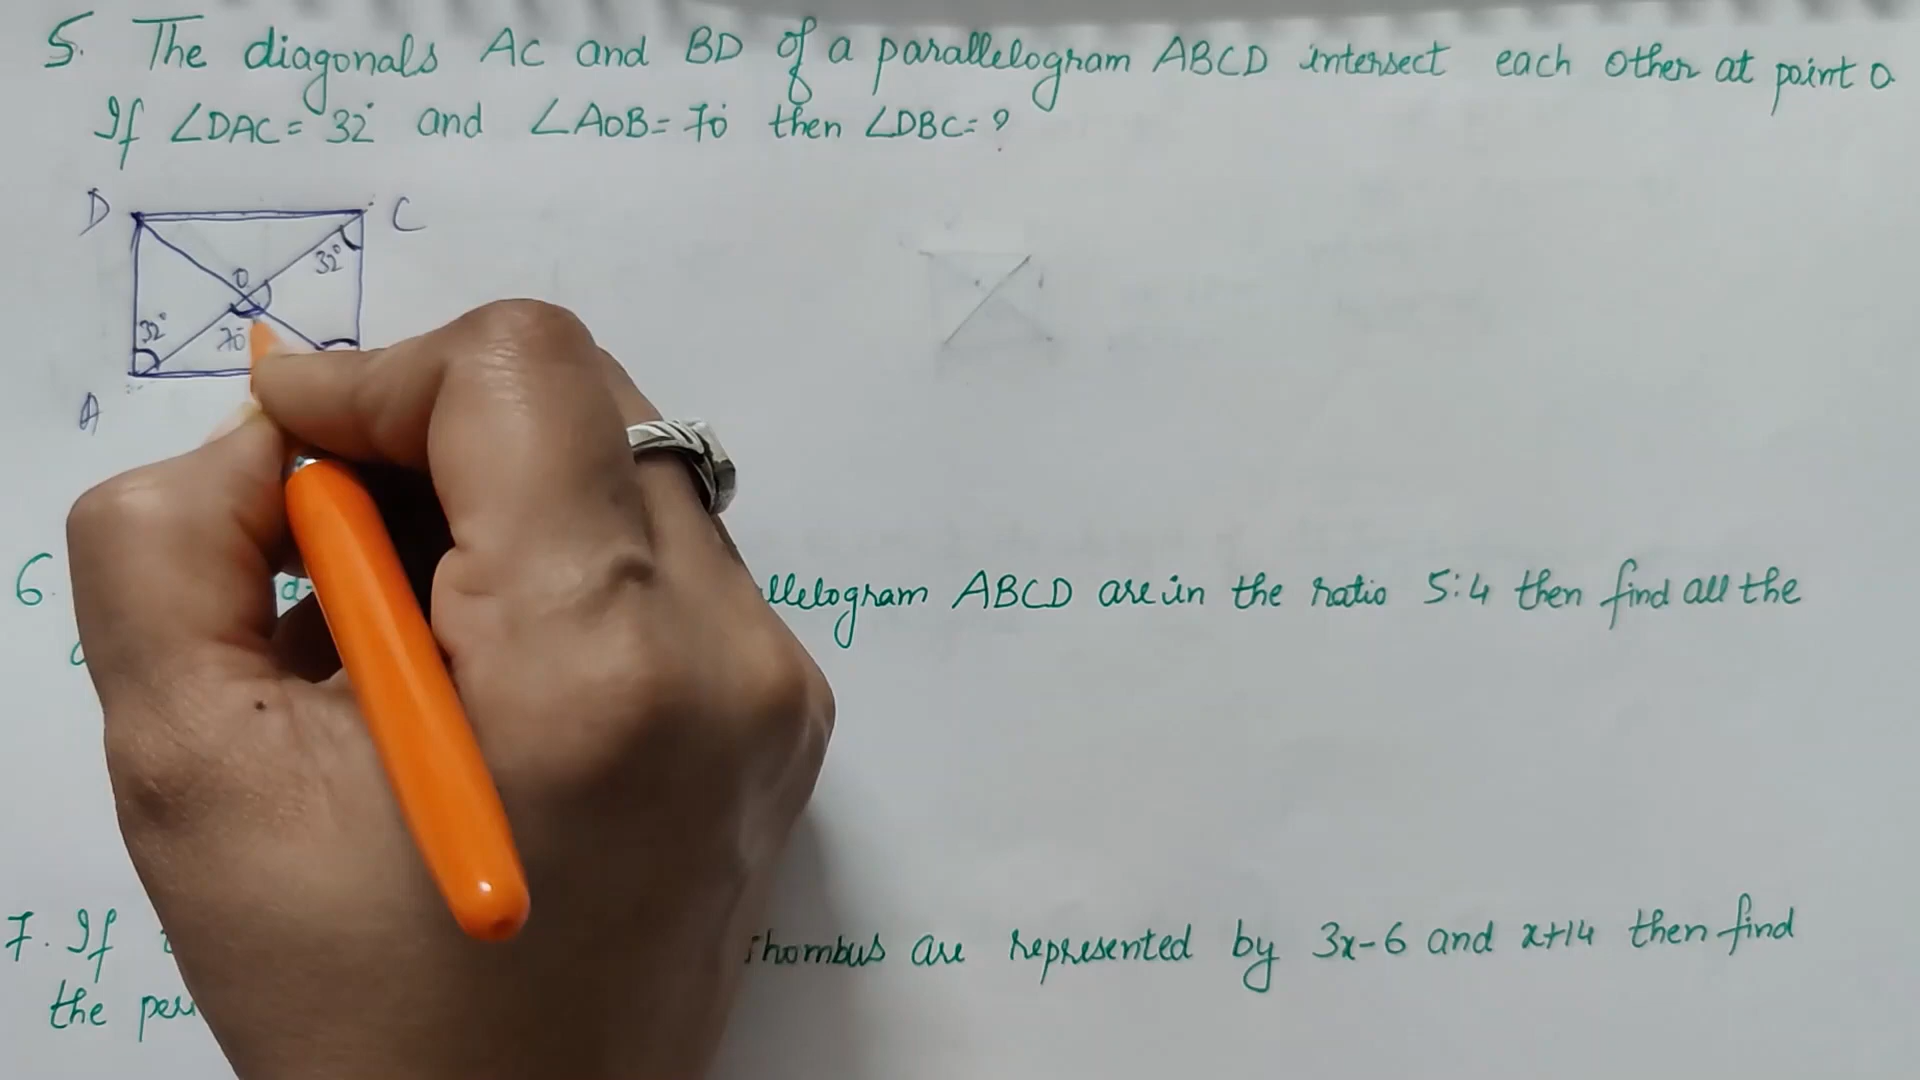 5. The diagonals AC and BD of a parallelogram ABCD intersect each other at point O
If ∠DAC = 32° and ∠AOB = 70° then ∠DBC = ?
D C
O 32°
32° 70°
A
6. parallelogram ABCD are in the ratio 5:4 then find all the
7. If rhombus are represented by 3x-6 and x+14 then find
the